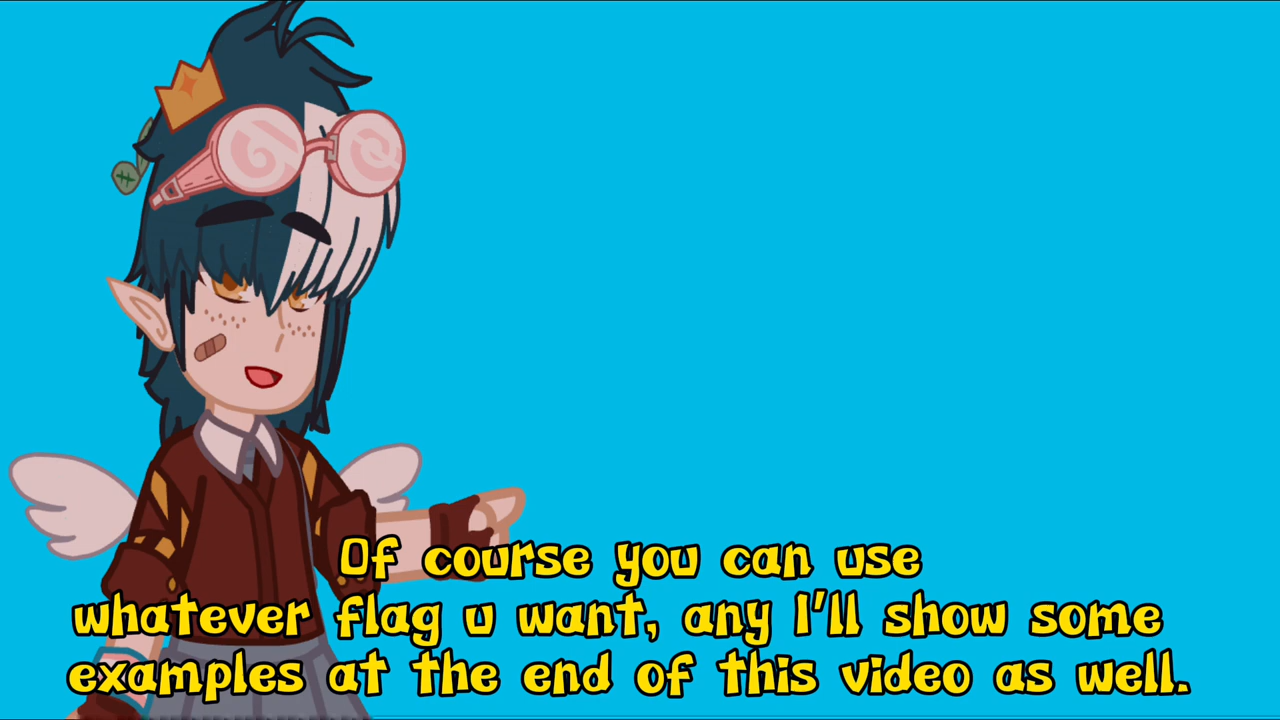 Of course you can use
whatever flag u want, any I'll show some
examples at the end of this video as well.